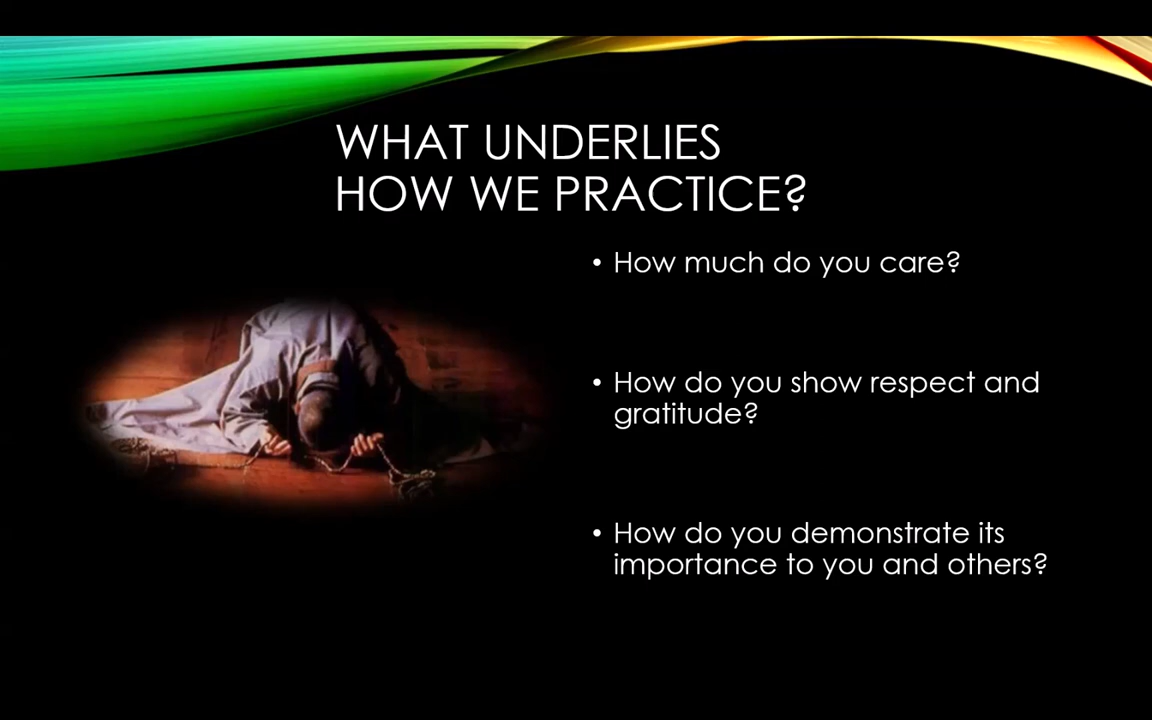 WHAT UNDERLIES
HOW WE PRACTICE?
• How much do you care?
• How do you show respect and
gratitude?
• How do you demonstrate its
importance to you and others?